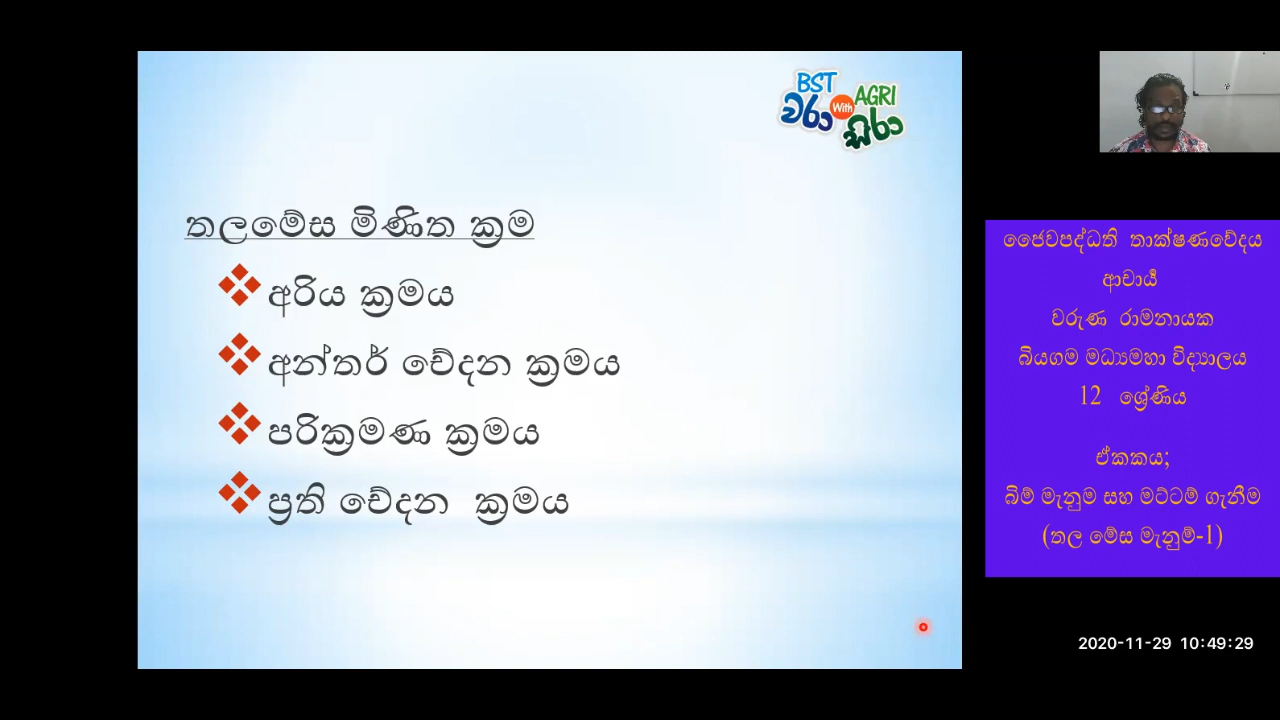 BST
වරා With AGRI
සිරා
තලමේස මිණිත ක්‍රම
අරිය ක්‍රමය
අන්තර් ඡේදන ක්‍රමය
පරික්‍රමණ ක්‍රමය
ප්‍රති ඡේදන ක්‍රමය
ජෛවපද්ධති තාක්ෂණවේදය
ආචාර්‍ය
වරුණ රාමනායක
බියගම මධ්‍යමහා විද්‍යාලය
12 ශ්‍රේණිය
ඒකකය;
බිම් මැනුම සහ මට්ටම් ගැනීම
(තල මේස මැනුම්-1)
2020-11-29 10:49:29